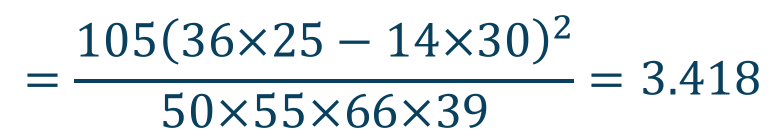 = 105(36×25 − 14×30)² / 50×55×66×39 = 3.418